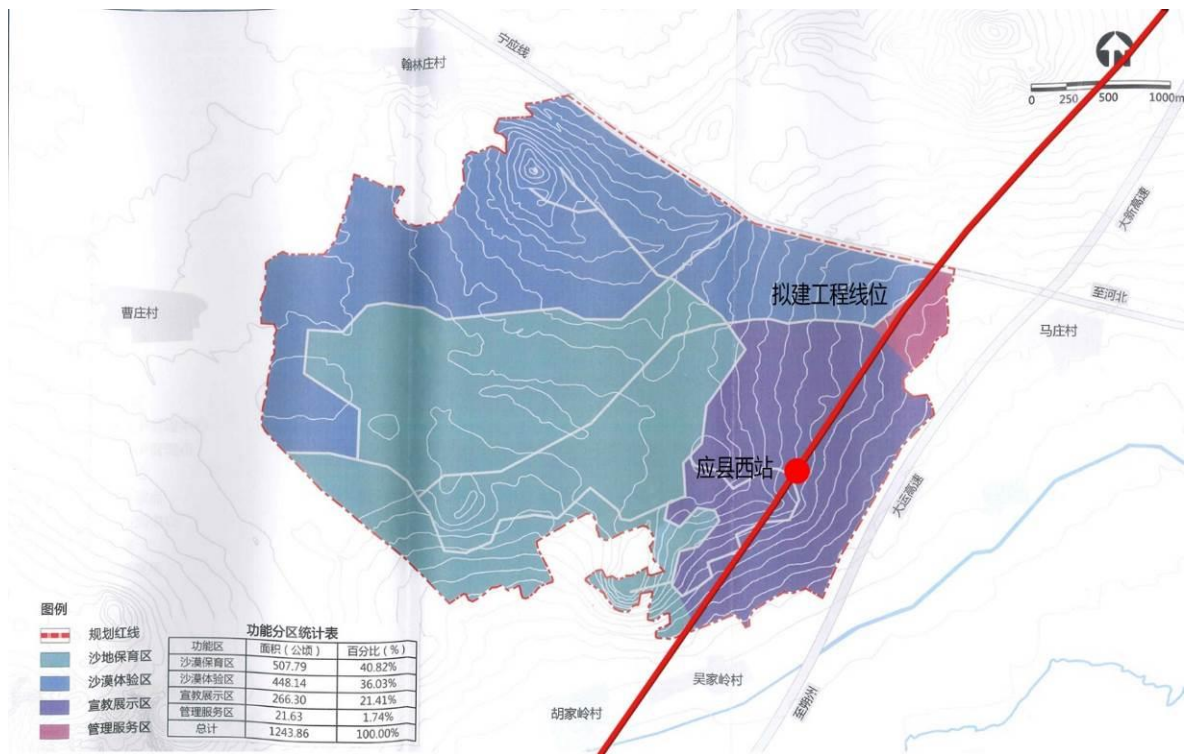 宁应线
翰林庄村
N
0 250 500 1000m
大新高速
拟建工程线位
至河北
曹庄村
马庄村
应县西站
大运高速
图例
规划红线
沙地保育区
沙漠体验区
宣教展示区
管理服务区
功能分区统计表
功能区 面积（公顷） 百分比（%）
沙漠保育区 507.79 40.82%
沙漠体验区 448.14 36.03%
宣教展示区 266.30 21.41%
管理服务区 21.63 1.74%
总计 1243.86 100.00%
吴家岭村
胡家岭村
至朔州